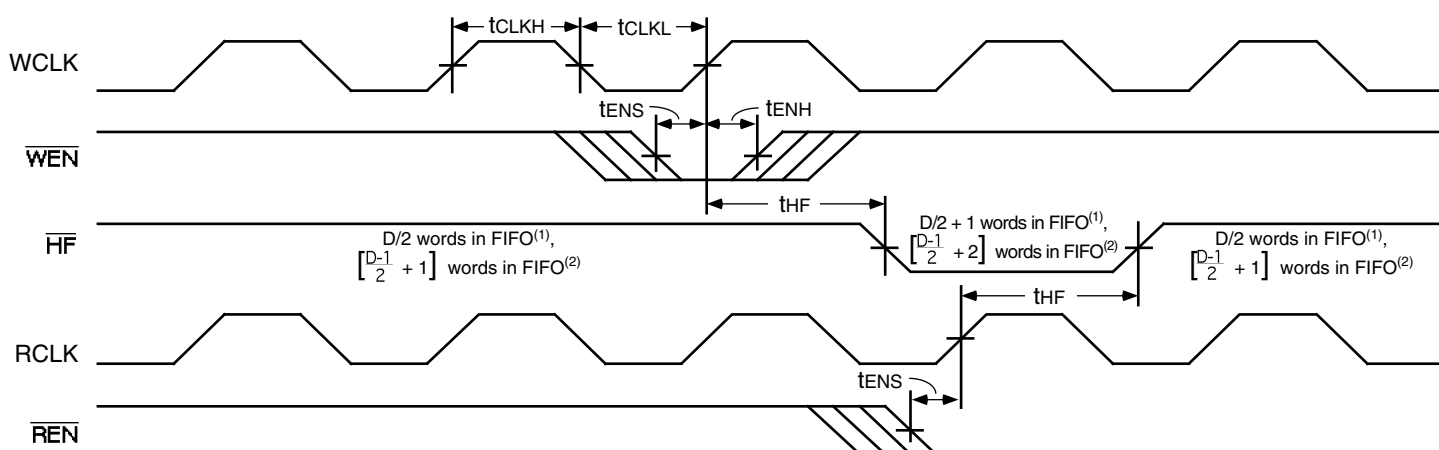 tCLKH tCLKL
WCLK
tENS tENH
WEN
tHF
HF
D/2 words in FIFO(1),
[D-1/2 + 1] words in FIFO(2)
D/2 + 1 words in FIFO(1),
[D-1/2 + 2] words in FIFO(2)
D/2 words in FIFO(1),
[D-1/2 + 1] words in FIFO(2)
tHF
RCLK
tENS
REN